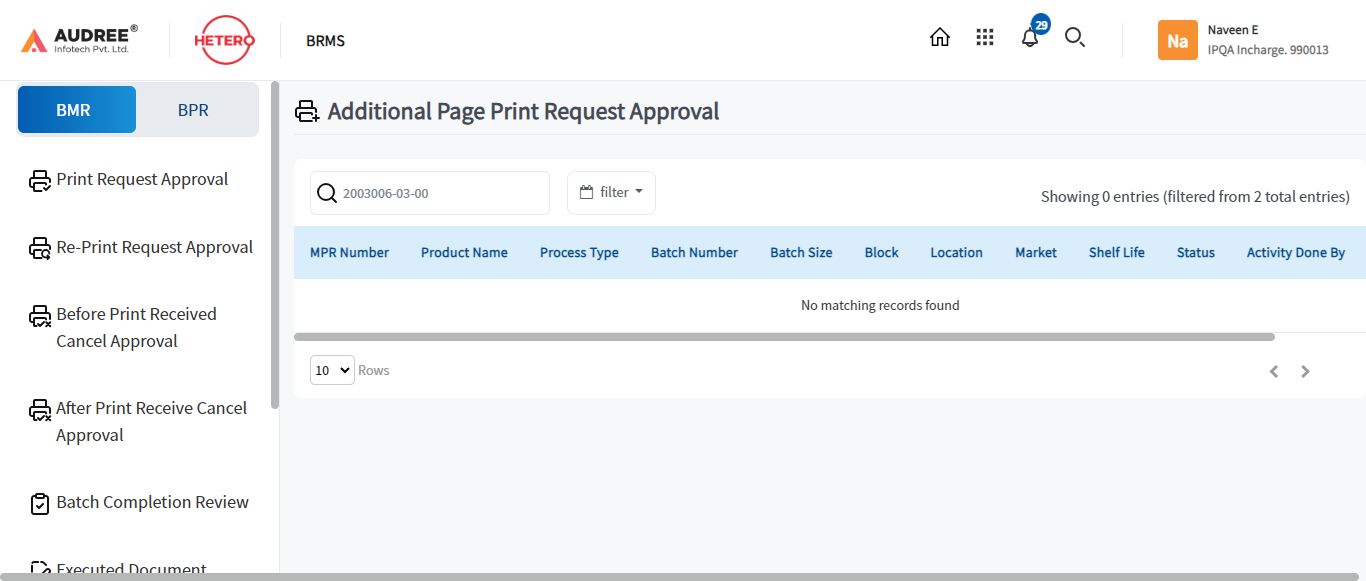 AUDREE®
Infotech Pvt. Ltd.
HETERO
BRMS
29
Na
Naveen E
IPQA Incharge. 990013
BMR
BPR
Print Request Approval
Re-Print Request Approval
Before Print Received
Cancel Approval
After Print Receive Cancel
Approval
Batch Completion Review
Executed Document
Additional Page Print Request Approval
2003006-03-00
filter
Showing 0 entries (filtered from 2 total entries)
MPR Number Product Name Process Type Batch Number Batch Size Block Location Market Shelf Life Status Activity Done By
No matching records found
10 Rows